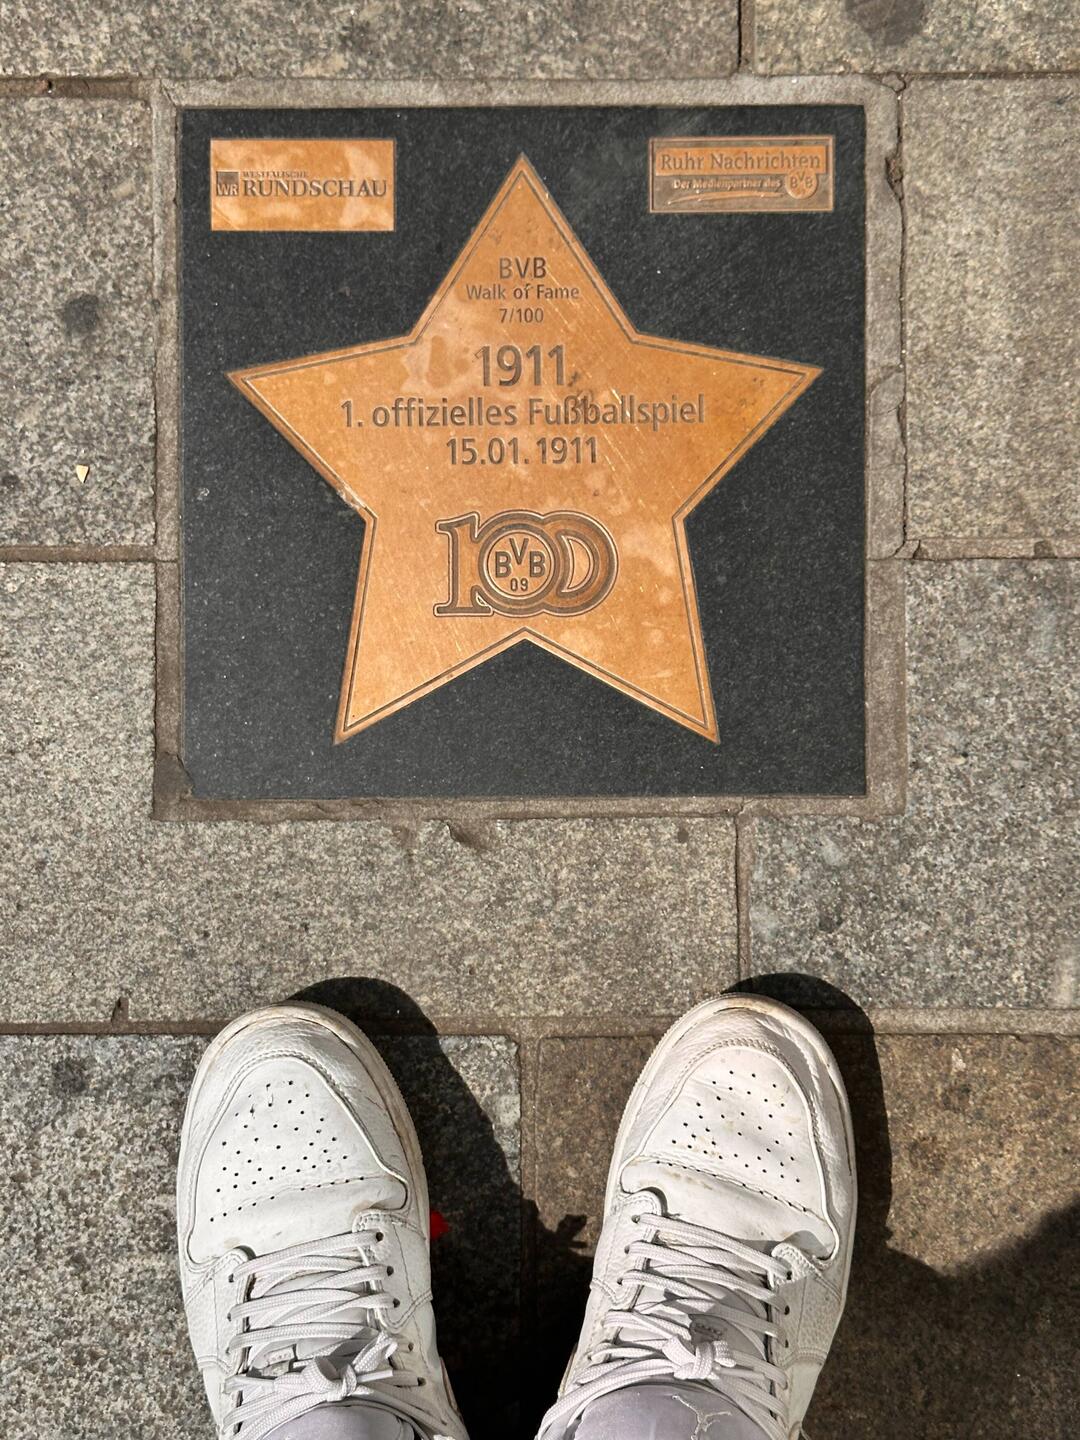 WESTFÄLISCHE
WR RUNDSCHAU
Ruhr Nachrichten
Der Medienpartner des BVB
BVB
Walk of Fame
7/100
1911
1. offizielles Fußballspiel
15.01.1911
100
BVB
09